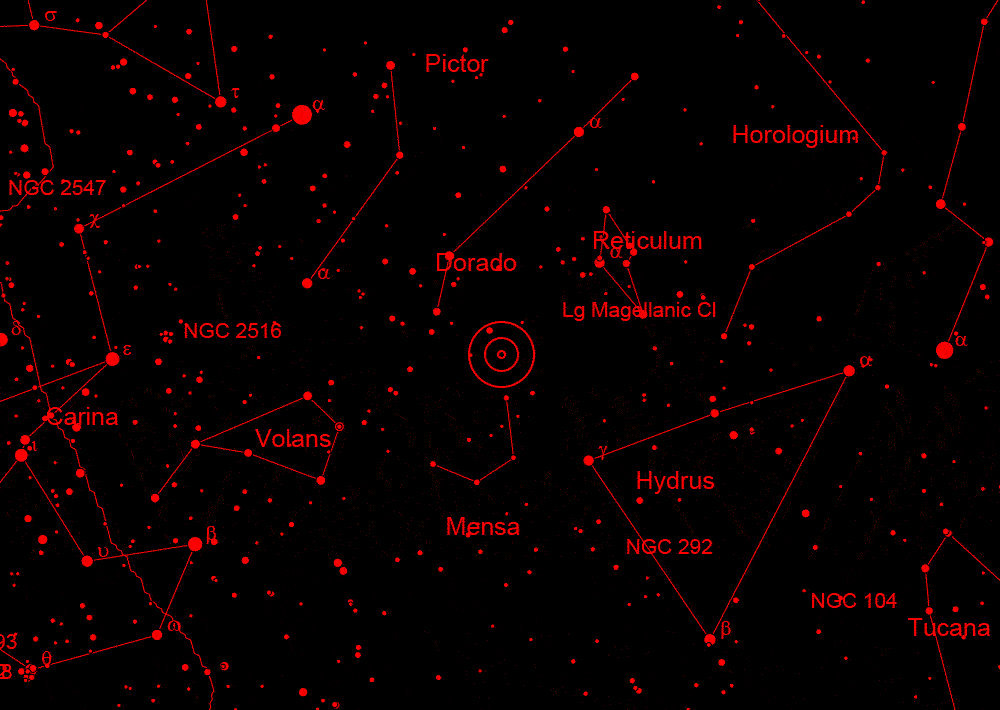 σ
Pictor
τ
α
α
Horologium
NGC 2547
χ
Reticulum
α
Dorado
α
Lg Magellanic Cl
δ
NGC 2516
ε
α
α
Carina
Volans
ι
γ
Hydrus
Mensa
β
υ
NGC 292
NGC 104
ω
β
Tucana
93
θ